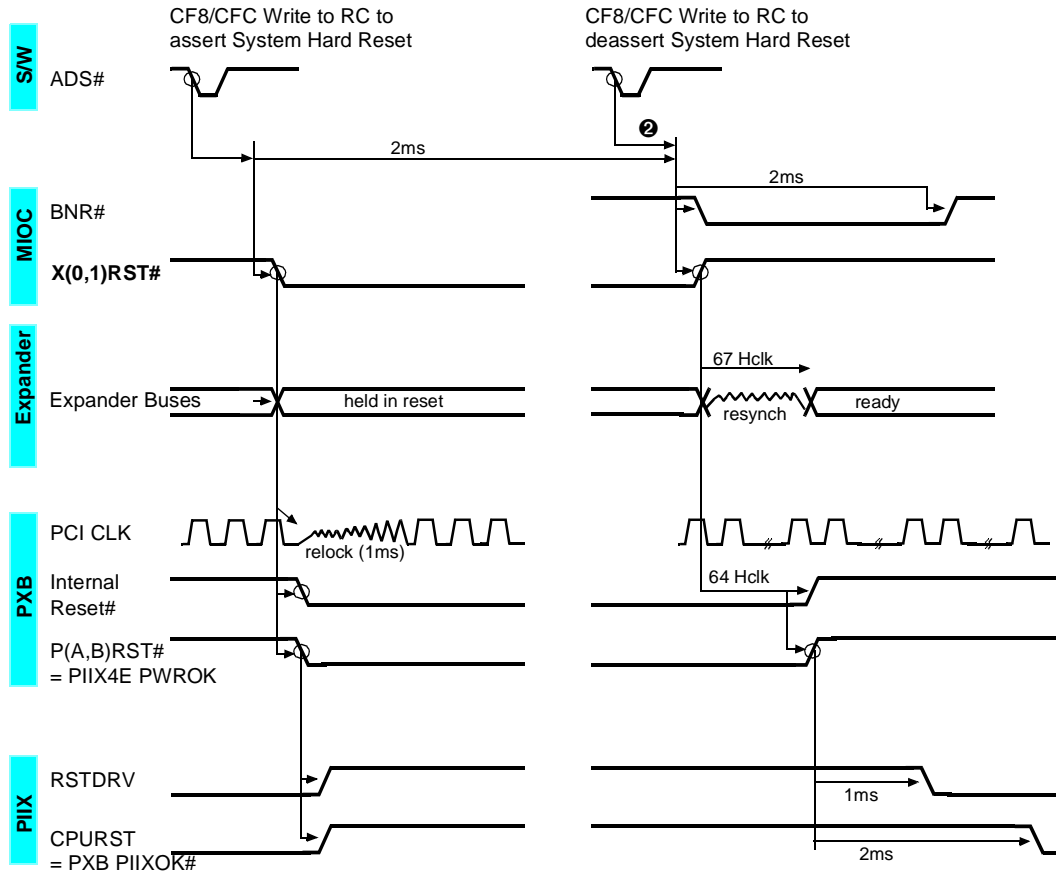 CF8/CFC Write to RC to
assert System Hard Reset
CF8/CFC Write to RC to
deassert System Hard Reset
S/W
ADS#
❷
2ms
2ms
MIOC
BNR#
X(0,1)RST#
Expander
67 Hclk
Expander Buses
held in reset
resynch
ready
PXB
PCI CLK
relock (1ms)
Internal
Reset#
64 Hclk
P(A,B)RST#
= PIIX4E PWROK
PIIX
RSTDRV
1ms
CPURST
= PXB PIIXOK#
2ms